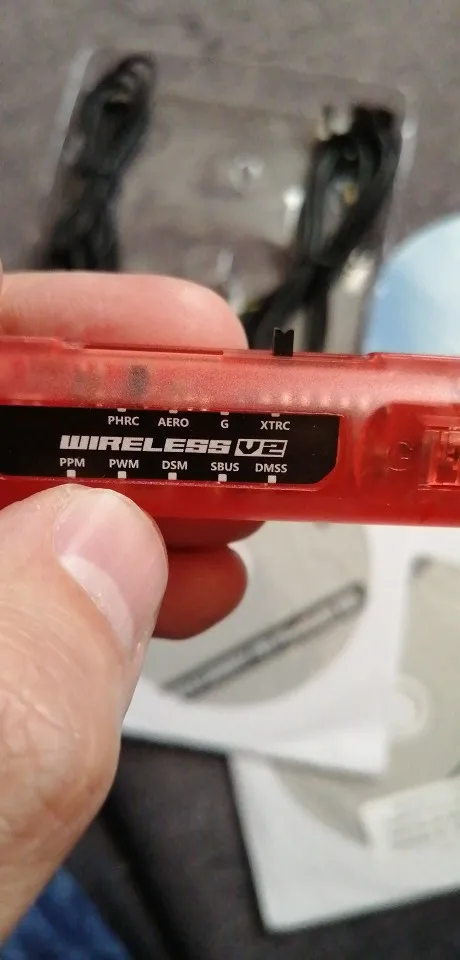 PHRC AERO G XTRC
WIRELESS V2
PPM PWM DSM SBUS DMSS